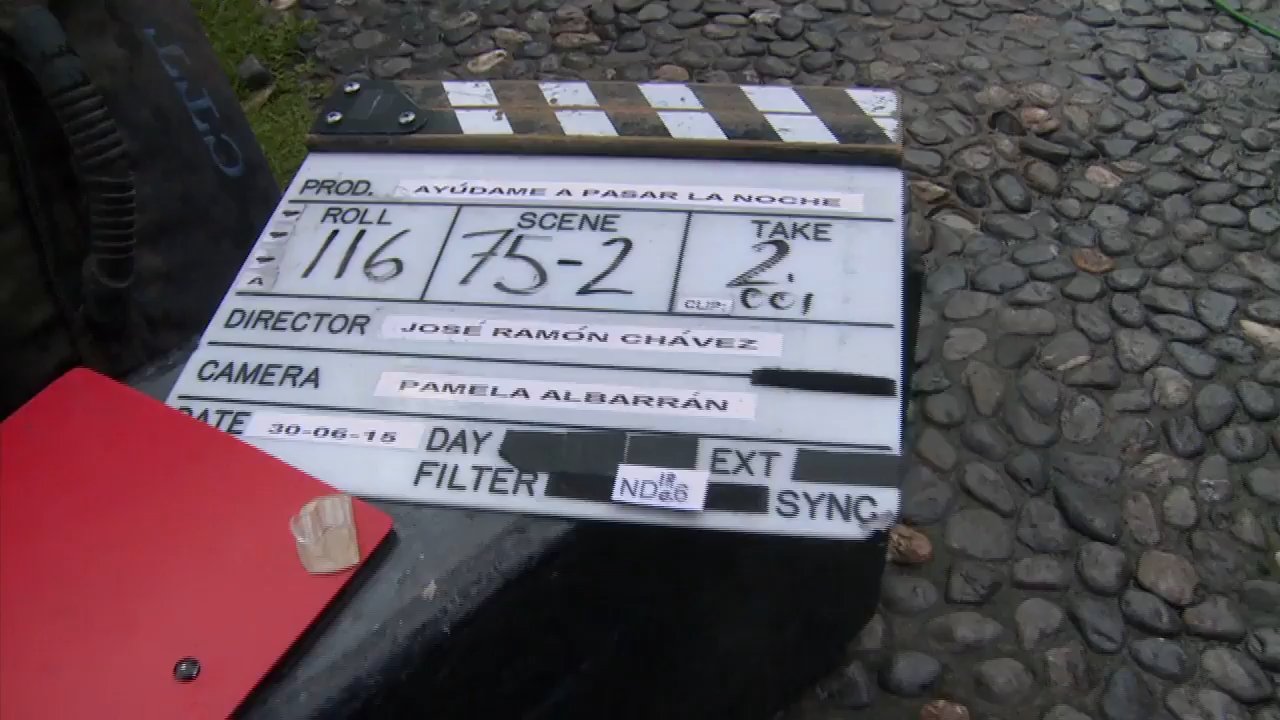 PROD. AYÚDAME A PASAR LA NOCHE
ROLL SCENE TAKE
A 116 75-2 2.
CLIP: 001
DIRECTOR JOSÉ RAMÓN CHÁVEZ
CAMERA PAMELA ALBARRÁN
DATE 30-06-15 DAY EXT
FILTER ND.6 SYNC